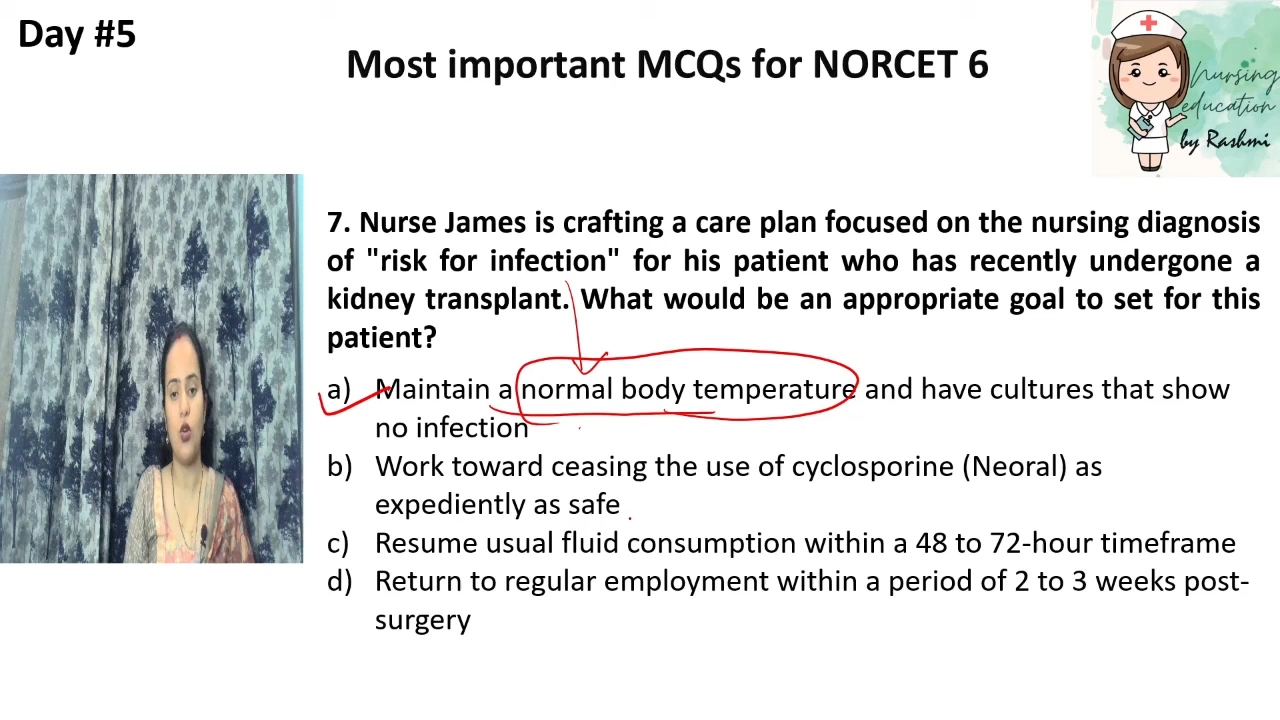 Day #5
Most important MCQs for NORCET 6
Nursing
education
by Rashmi
7. Nurse James is crafting a care plan focused on the nursing diagnosis
of "risk for infection" for his patient who has recently undergone a
kidney transplant. What would be an appropriate goal to set for this
patient?
a) Maintain a normal body temperature and have cultures that show
no infection
b) Work toward ceasing the use of cyclosporine (Neoral) as
expediently as safe
c) Resume usual fluid consumption within a 48 to 72-hour timeframe
d) Return to regular employment within a period of 2 to 3 weeks post-
surgery